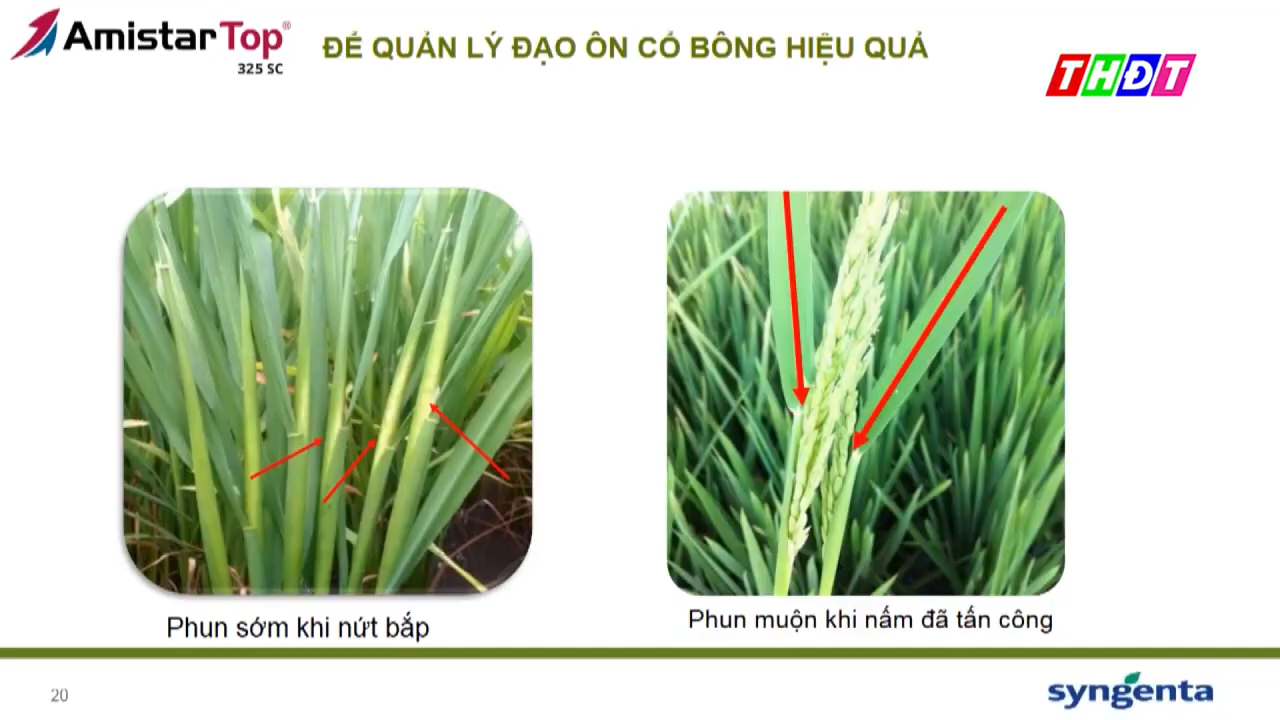 AmistarTop®
325 SC
ĐỂ QUẢN LÝ ĐẠO ÔN CỔ BÔNG HIỆU QUẢ
THĐT
Phun sớm khi nứt bắp
Phun muộn khi nấm đã tấn công
20
syngenta